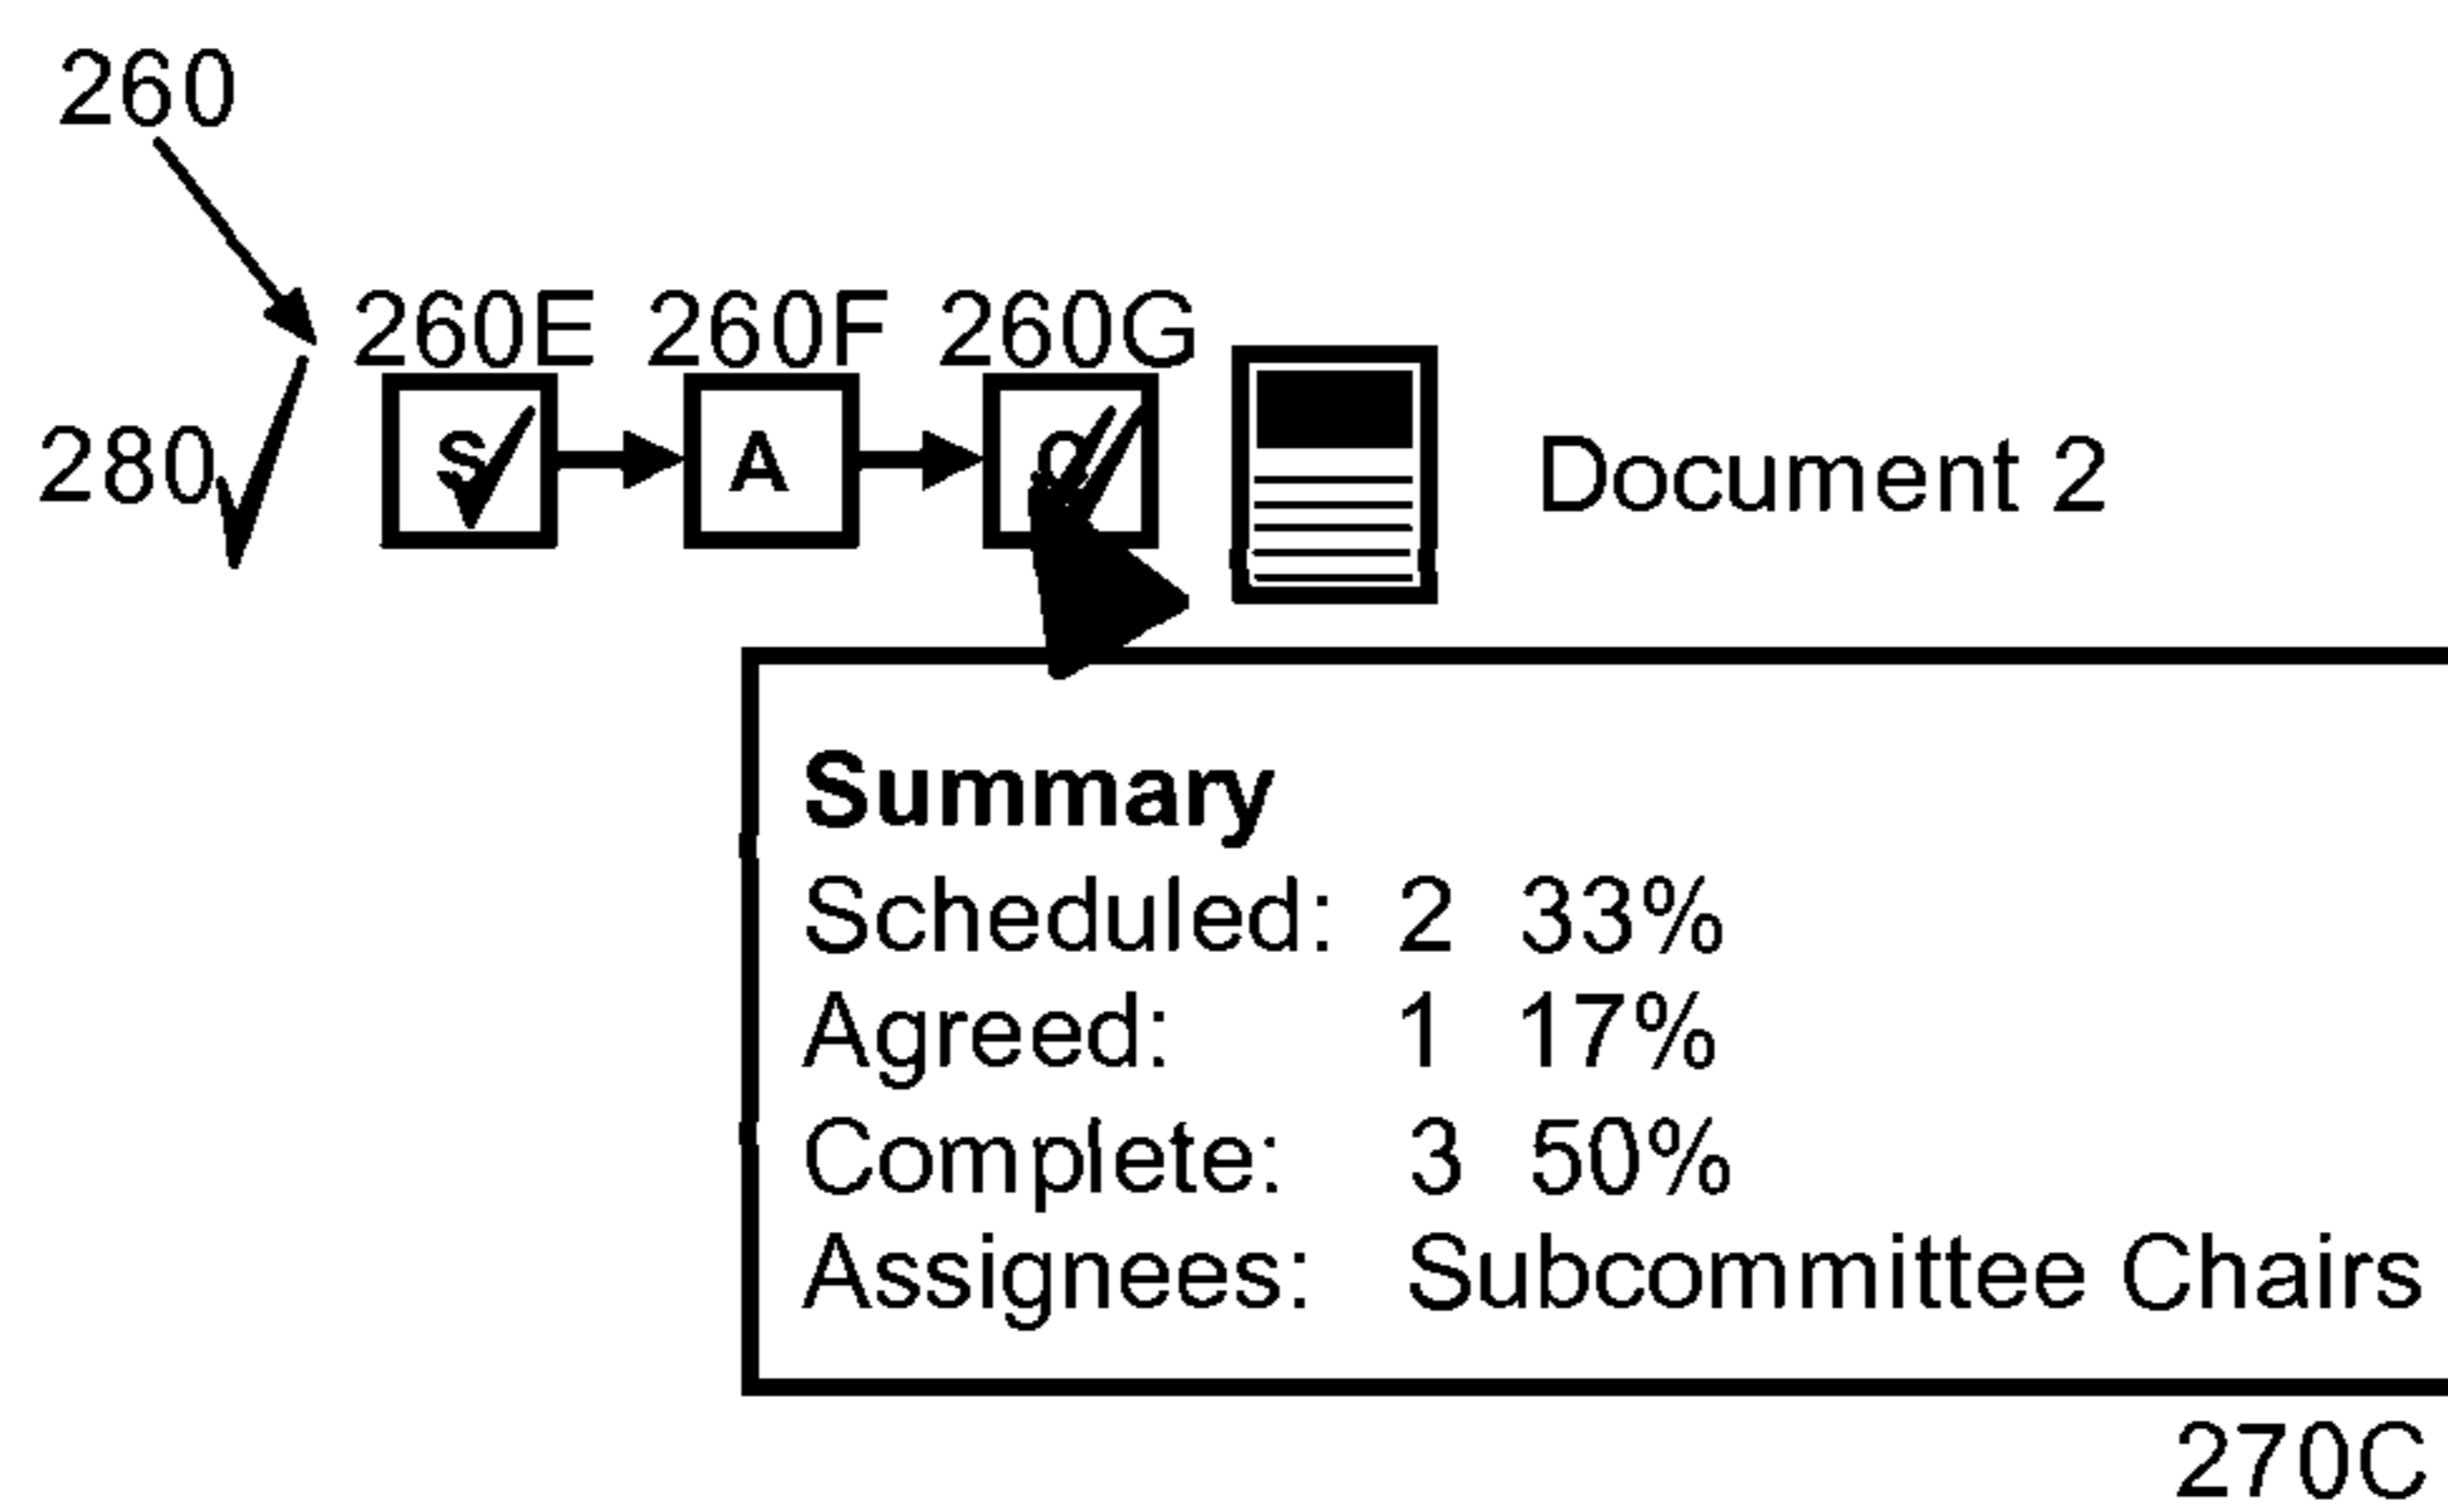 260
260E 260F 260G
280 S A C Document 2
Summary
Scheduled: 2 33%
Agreed: 1 17%
Complete: 3 50%
Assignees: Subcommittee Chairs
270C